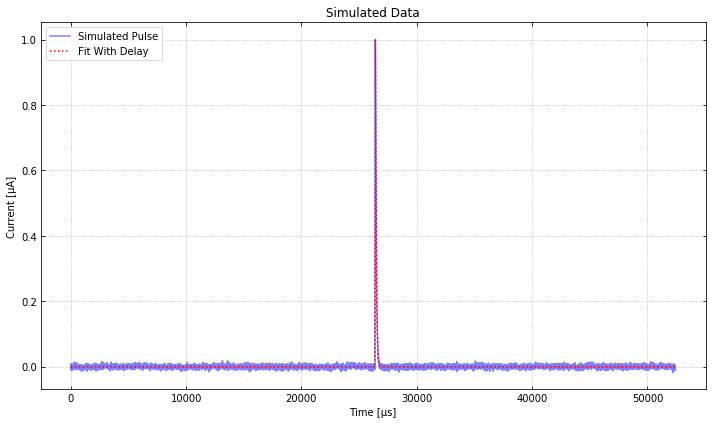 Simulated Data
Simulated Pulse
Fit With Delay
1.0
0.8
0.6
0.4
0.2
0.0
Current [µA]
0 10000 20000 30000 40000 50000
Time [µs]